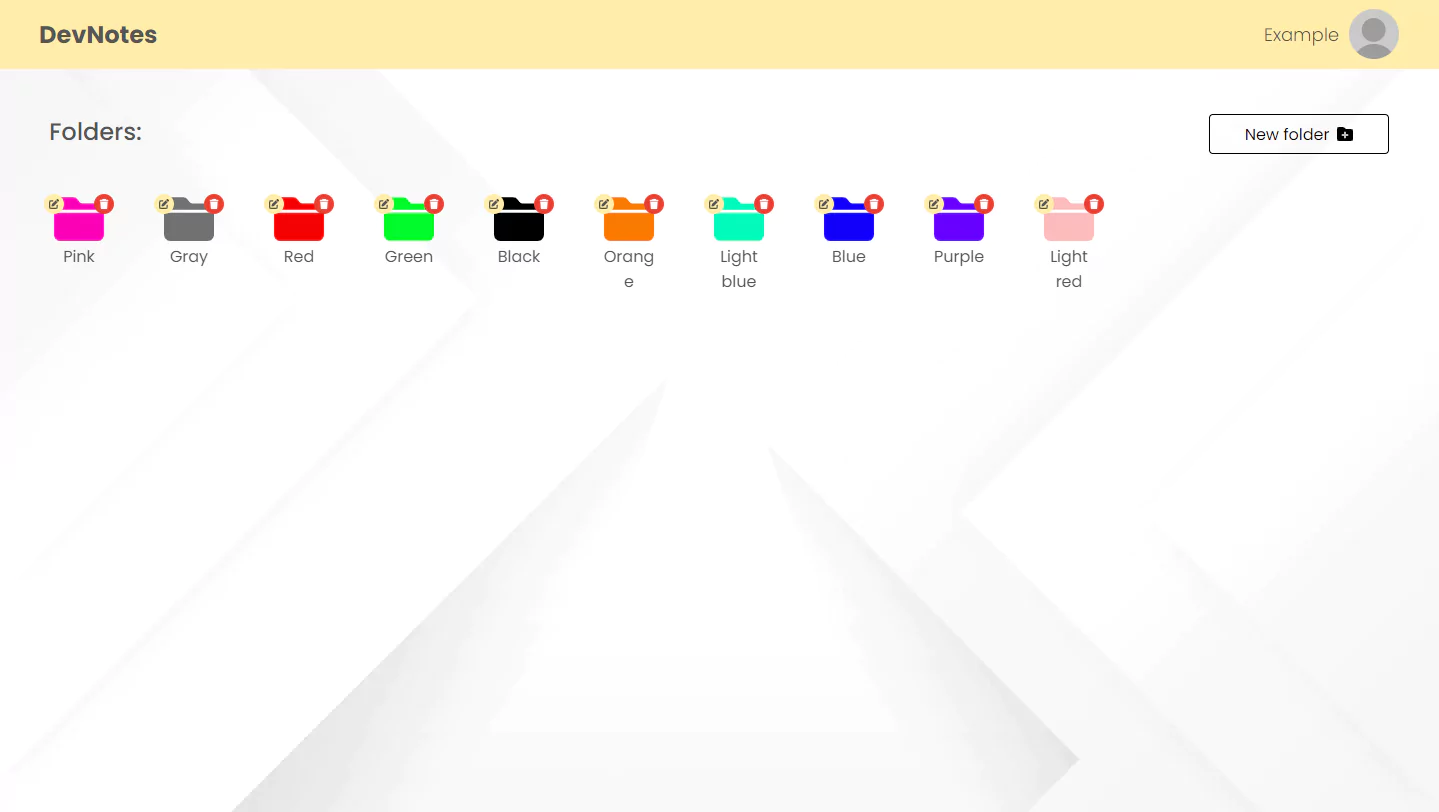 DevNotes
Example
Folders:
New folder
Pink
Gray
Red
Green
Black
Orang
e
Light
blue
Blue
Purple
Light
red